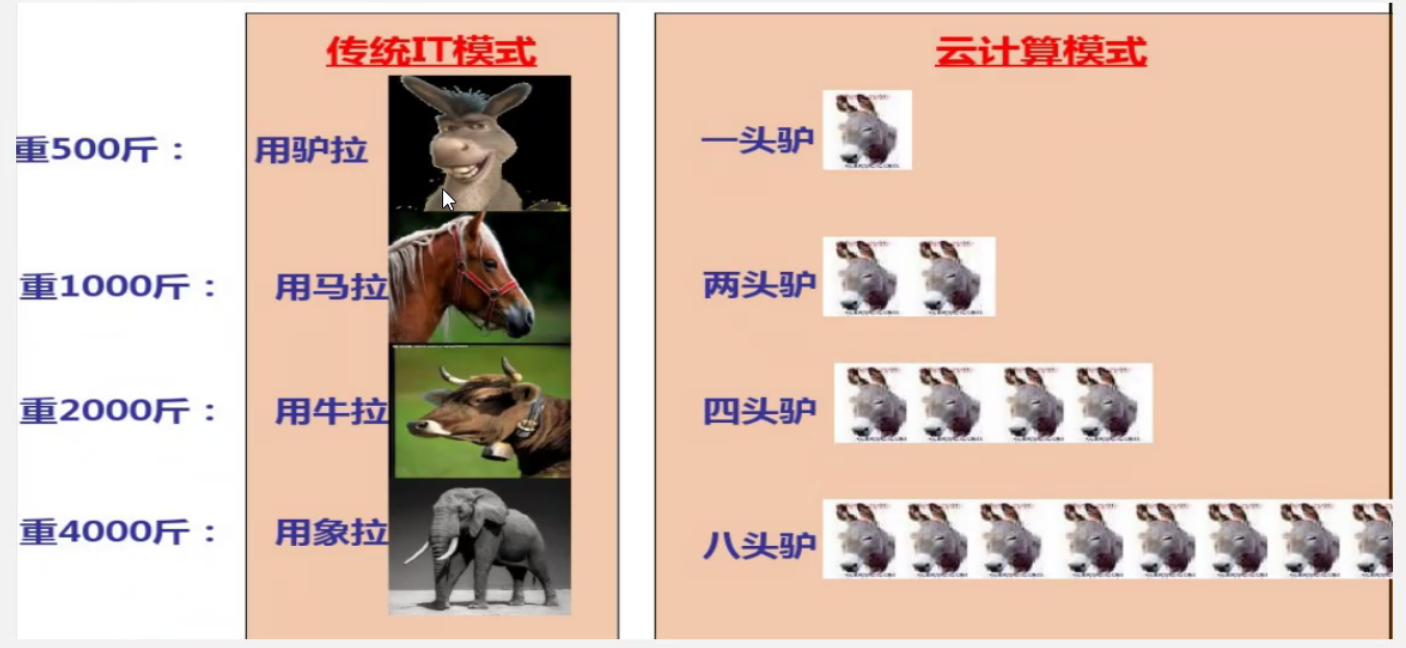 传统IT模式
云计算模式
重500斤：
用驴拉
一头驴
重1000斤：
用马拉
两头驴
重2000斤：
用牛拉
四头驴
重4000斤：
用象拉
八头驴